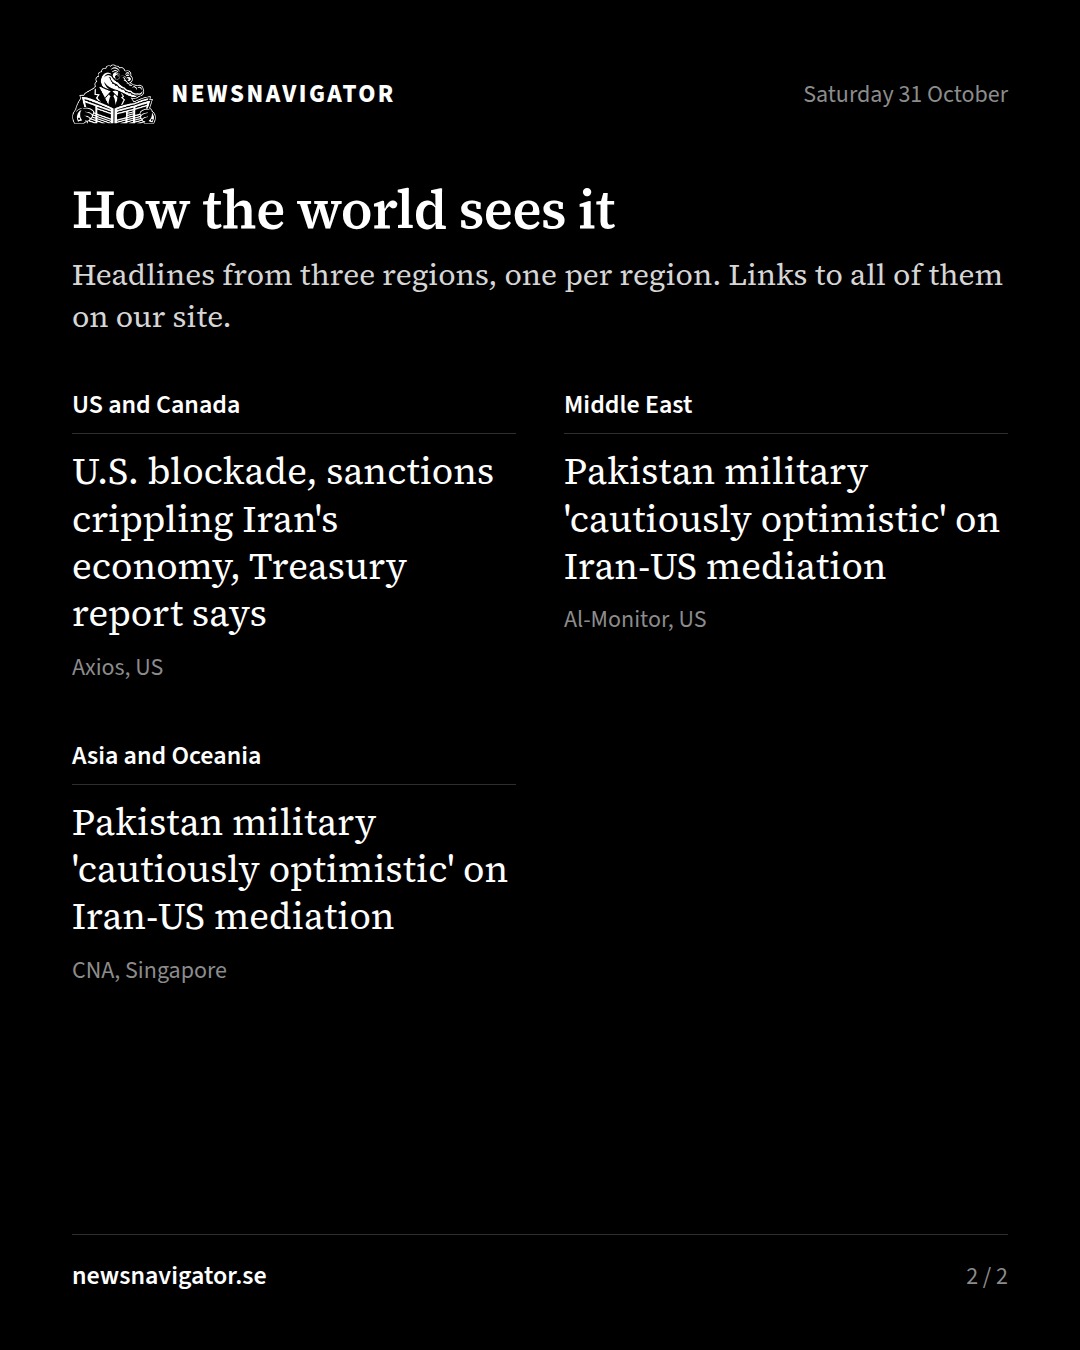 NEWSNAVIGATOR
Saturday 31 October
How the world sees it
Headlines from three regions, one per region. Links to all of them
on our site.
US and Canada
U.S. blockade, sanctions
crippling Iran's
economy, Treasury
report says
Axios, US
Middle East
Pakistan military
'cautiously optimistic' on
Iran-US mediation
Al-Monitor, US
Asia and Oceania
Pakistan military
'cautiously optimistic' on
Iran-US mediation
CNA, Singapore
newsnavigator.se
2 / 2